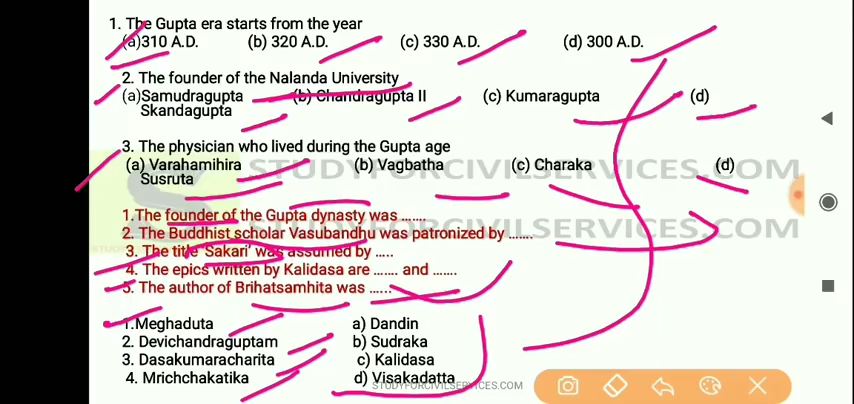 1. The Gupta era starts from the year
(a)310 A.D. (b) 320 A.D. (c) 330 A.D. (d) 300 A.D.
2. The founder of the Nalanda University
(a)Samudragupta (b) Chandragupta II (c) Kumaragupta (d)
Skandagupta
3. The physician who lived during the Gupta age
(a) Varahamihira (b) Vagbatha (c) Charaka (d)
Susruta
STUDYFORCIVILSERVICES.COM
1.The founder of the Gupta dynasty was .......
2. The Buddhist scholar Vasubandhu was patronized by .......
STUDYFORCIVILSERVICES.COM
3. The title 'Sakari' was assumed by .....
4. The epics written by Kalidasa are ....... and .......
5. The author of Brihatsamhita was ......
1.Meghaduta a) Dandin
2. Devichandraguptam b) Sudraka
3. Dasakumaracharita c) Kalidasa
4. Mrichchakatika d) Visakadatta
STUDYFORCIVILSERVICES.COM